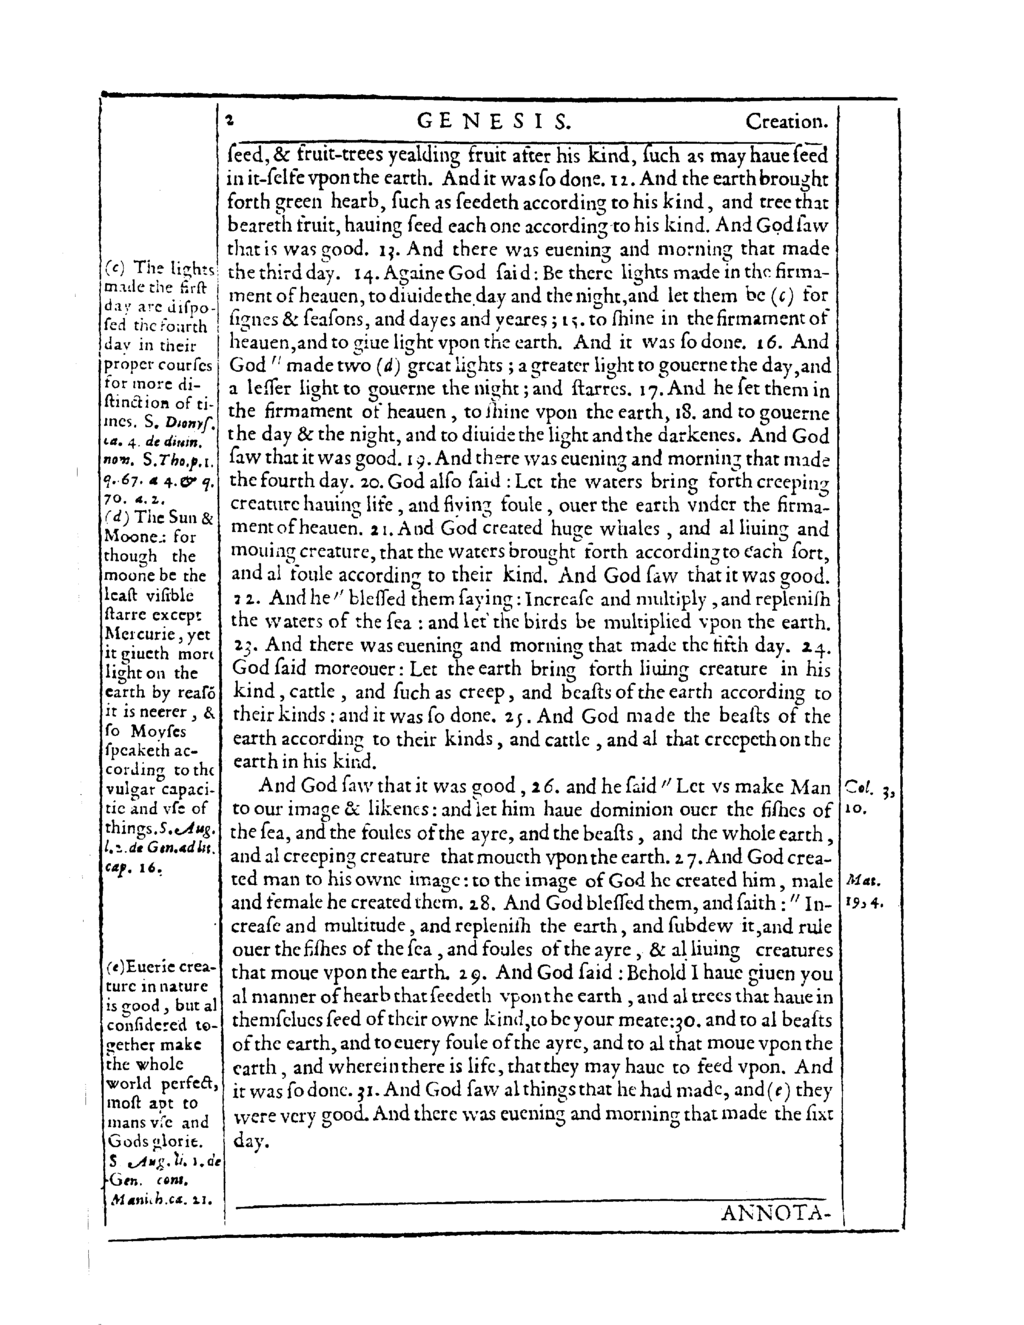 2 GENESIS. Creation.
ſeed, & fruit-trees yealding fruit after his kind, ſuch as may haue ſeed
in it-ſelfe vpon the earth. And it was ſo done. 12. And the earth brought
forth green hearb, ſuch as ſeedeth according to his kind, and tree that
beareth fruit, hauing ſeed each one according to his kind. And God ſaw
that is was good. 13. And there was euening and morning that made
the third day. 14. Againe God ſaid: Be there lights made in the firma-
ment of heauen, to diuide the day and the night, and let them be (c) for
ſignes & ſeaſons, and dayes and yeares; 15. to ſhine in the firmament of
heauen, and to giue light vpon the earth. And it was ſo done. 16. And
God " made two (d) great lights; a greater light to gouerne the day, and
a leſſer light to gouerne the night; and ſtarres. 17. And he ſet them in
the firmament of heauen, to ſhine vpon the earth, 18. and to gouerne
the day & the night, and to diuide the light and the darkenes. And God
ſaw that it was good. 19. And there was euening and morning that made
the fourth day. 20. God alſo ſaid: Let the waters bring forth creeping
creature hauing life, and flying foule, ouer the earth vnder the firma-
ment of heauen. 21. And God created huge whales, and al liuing and
mouing creature, that the waters brought forth according to each ſort,
and al foule according to their kind. And God ſaw that it was good.
22. And he " bleſſed them ſaying: Increaſe and multiply, and repleniſh
the waters of the ſea: and let the birds be multiplied vpon the earth.
23. And there was euening and morning that made the fifth day. 24.
God ſaid moreouer: Let the earth bring forth liuing creature in his
kind, cattle, and ſuch as creep, and beaſts of the earth according to
their kinds: and it was ſo done. 25. And God made the beaſts of the
earth according to their kinds, and cattle, and al that creepeth on the
earth in his kind.
And God ſaw that it was good, 26. and he ſaid " Let vs make Man
to our image & likenes: and let him haue dominion ouer the fiſhes of
the ſea, and the foules of the ayre, and the beaſts, and the whole earth,
and al creeping creature that moueth vpon the earth. 27. And God crea-
ted man to his owne image: to the image of God he created him, male
and female he created them. 28. And God bleſſed them, and ſaith: " In-
creaſe and multitude, and repleniſh the earth, and ſubdew it, and rule
ouer the fiſhes of the ſea, and foules of the ayre, & al liuing creatures
that moue vpon the earth. 29. And God ſaid: Behold I haue giuen you
al manner of hearb that ſeedeth vpon the earth, and al trees that haue in
themſelues ſeed of their owne kind, to be your meate: 30. and to al beaſts
of the earth, and to euery foule of the ayre, and to al that moue vpon the
earth, and wherein there is life, that they may haue to feed vpon. And
it was ſo done. 31. And God ſaw al things that he had made, and (e) they
were very good. And there was euening and morning that made the ſixt
day.
ANNOTA-
(c) The lights
made the firſt
day are diſpo-
ſed the fourth
day in their
proper courſes
for more di-
ſtinction of ti-
mes. S. Dionyſ.
ca. 4. de diuin.
nom. S. Tho. p. 1.
q. 67. a 4. & q.
70. a. 2.
(d) The Sun &
Moone: for
though the
moone be the
leaſt viſible
ſtarre except
Mercurie, yet
it giueth more
light on the
earth by reaſõ
it is neerer, &
ſo Moyſes
ſpeaketh ac-
cording to the
vulgar capaci-
tie and vſe of
things. S. Aug.
l. 2. de Gen. ad lit.
cap. 16.
(e) Euerie crea-
ture in nature
is good, but al
conſidered to-
gether make
the whole
world perfect,
moſt apt to
mans vſe and
Gods glorie.
S Aug. li. 1. de
Gen. cont.
Manich. ca. 21.
Col. 3,
10.
Mat.
19, 4.